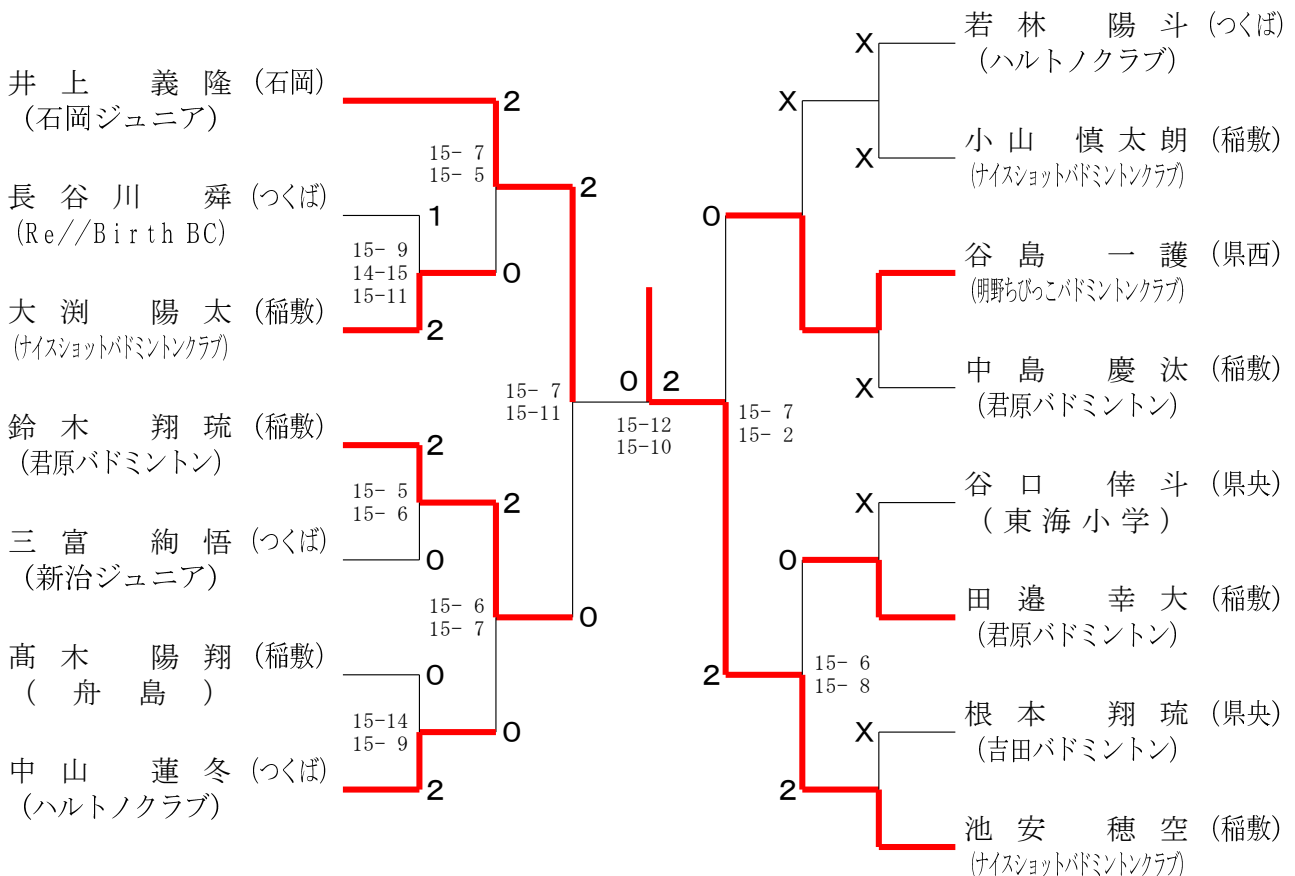 井上 義隆 (石岡)
(石岡ジュニア)
2
15- 7
15- 5
2
長谷川 舜 (つくば)
(Re//Birth BC)
1
15- 9
14-15
15-11
0
大渕 陽太 (稲敷)
(ナイスショットバドミントンクラブ)
2
15- 7
15-11
鈴木 翔琉 (稲敷)
(君原バドミントン)
2
15- 5
15- 6
2
三富 絢悟 (つくば)
(新治ジュニア)
0
15- 6
15- 7
0
髙木 陽翔 (稲敷)
(舟島)
0
15-14
15- 9
0
中山 蓮冬 (つくば)
(ハルトノクラブ)
2
0 2
15-12
15-10
若林 陽斗 (つくば)
(ハルトノクラブ)
X
X
小山 慎太朗 (稲敷)
(ナイスショットバドミントンクラブ)
X
0
谷島 一護 (県西)
(明野ちびっこバドミントンクラブ)
中島 慶汰 (稲敷)
(君原バドミントン)
X
15- 7
15- 2
谷口 倖斗 (県央)
(東海小学)
X
0
田邉 幸大 (稲敷)
(君原バドミントン)
2
15- 6
15- 8
根本 翔琉 (県央)
(吉田バドミントン)
X
2
池安 穂空 (稲敷)
(ナイスショットバドミントンクラブ)